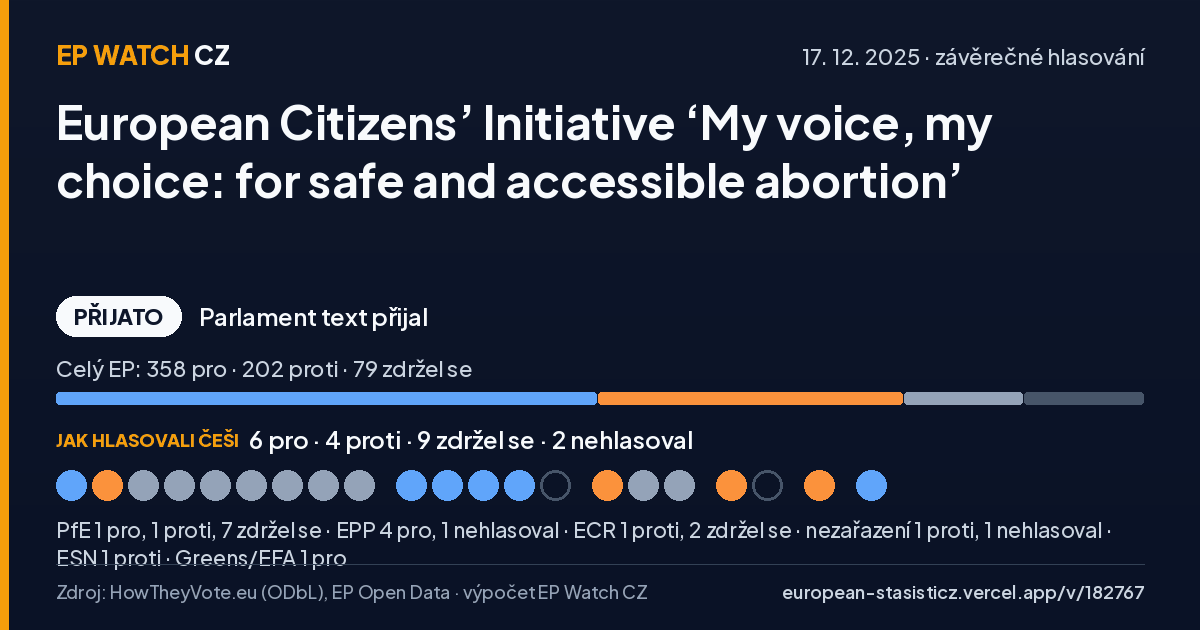 EP WATCH CZ
17. 12. 2025 · závěrečné hlasování
European Citizens’ Initiative ‘My voice, my
choice: for safe and accessible abortion’
PŘIJATO Parlament text přijal
Celý EP: 358 pro · 202 proti · 79 zdržel se
JAK HLASOVALI ČEŠI 6 pro · 4 proti · 9 zdržel se · 2 nehlasoval
PfE 1 pro, 1 proti, 7 zdržel se · EPP 4 pro, 1 nehlasoval · ECR 1 proti, 2 zdržel se · nezařazení 1 proti, 1 nehlasoval ·
ESN 1 proti · Greens/EFA 1 pro
Zdroj: HowTheyVote.eu (ODbL), EP Open Data · výpočet EP Watch CZ
european-stasisticz.vercel.app/v/182767